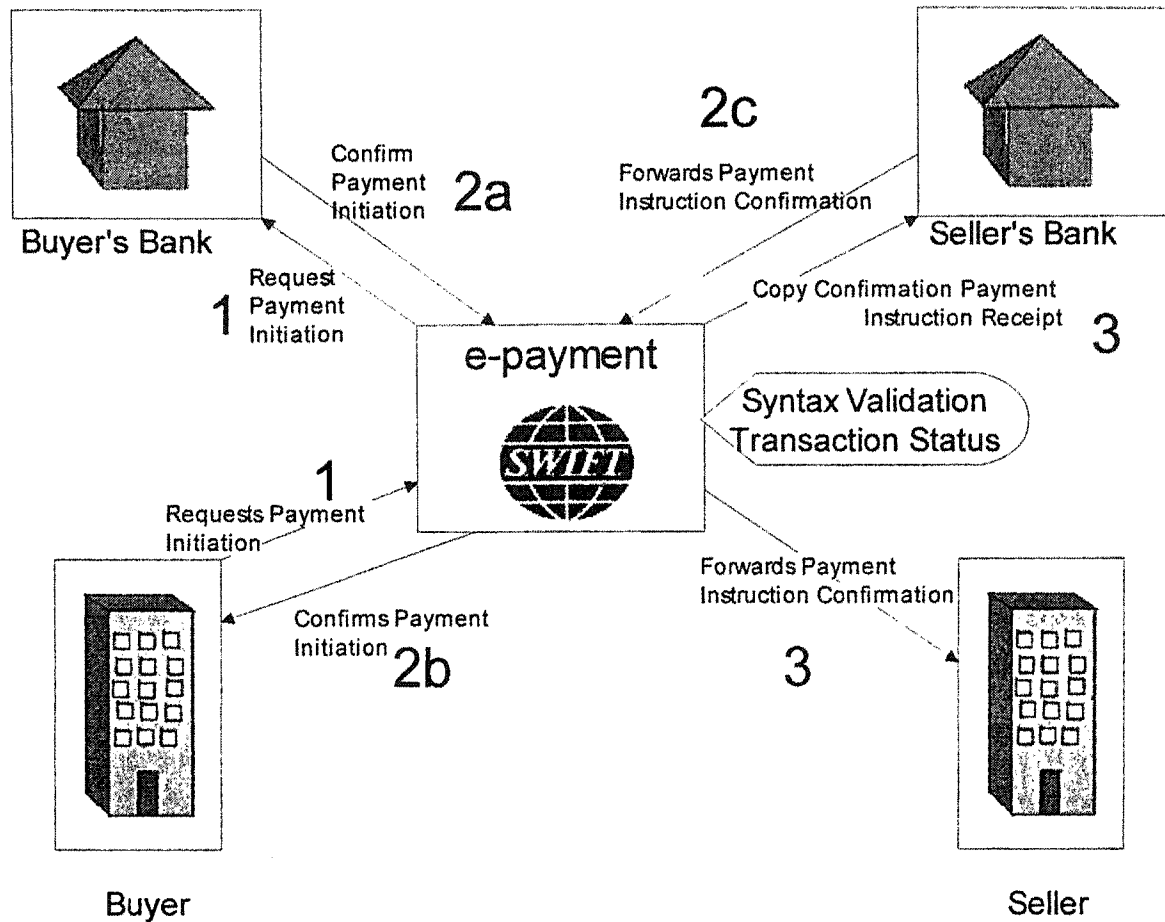 2c
Confirm
Payment
Initiation
2a
Forwards Payment
Instruction Confirmation
Buyer's Bank
Seller's Bank
1
Request
Payment
Initiation
Copy Confirmation Payment
Instruction Receipt
3
e-payment
SWIFT
Syntax Validation
Transaction Status
1
Requests Payment
Initiation
Confirms Payment
Initiation
2b
Forwards Payment
Instruction Confirmation
3
Buyer
Seller